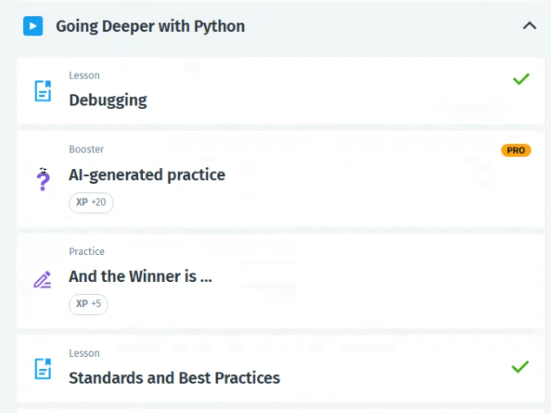 Going Deeper with Python
Lesson
Debugging
Booster
PRO
AI-generated practice
XP +20
Practice
And the Winner is ...
XP +5
Lesson
Standards and Best Practices